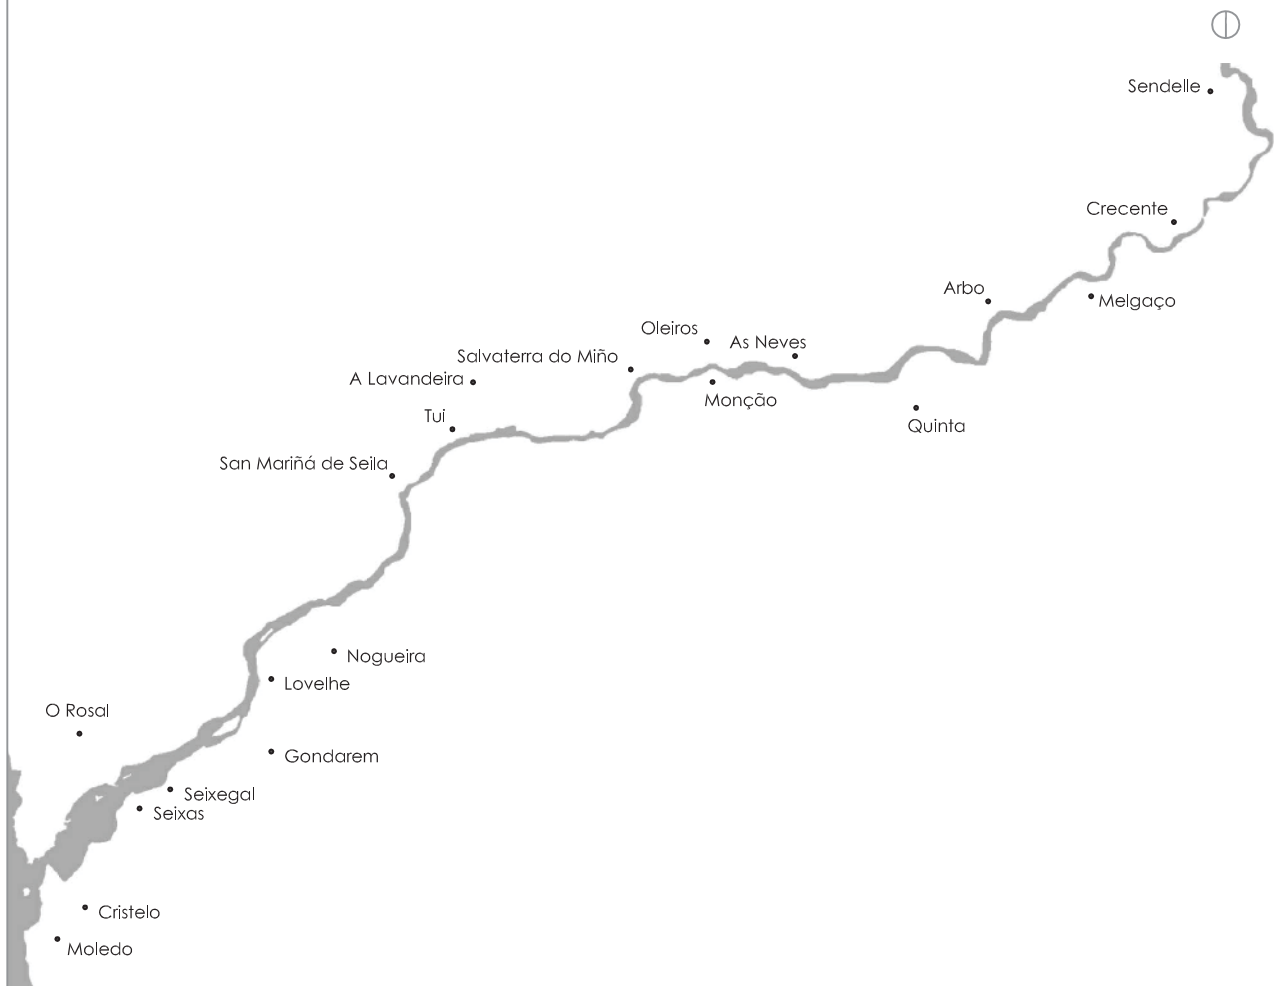 Sendelle
Crecente
Arbo
Melgaço
Oleiros
As Neves
Salvaterra do Miño
A Lavandeira
Monção
Tui
Quinta
San Mariñá de Seila
Nogueira
Lovelhe
O Rosal
Gondarem
Seixegal
Seixas
Cristelo
Moledo